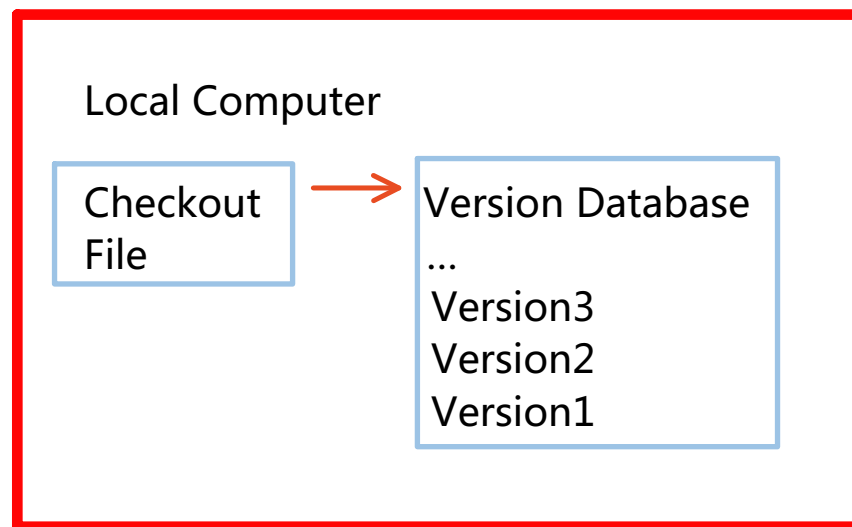 Local Computer
Checkout
File
Version Database
...
Version3
Version2
Version1